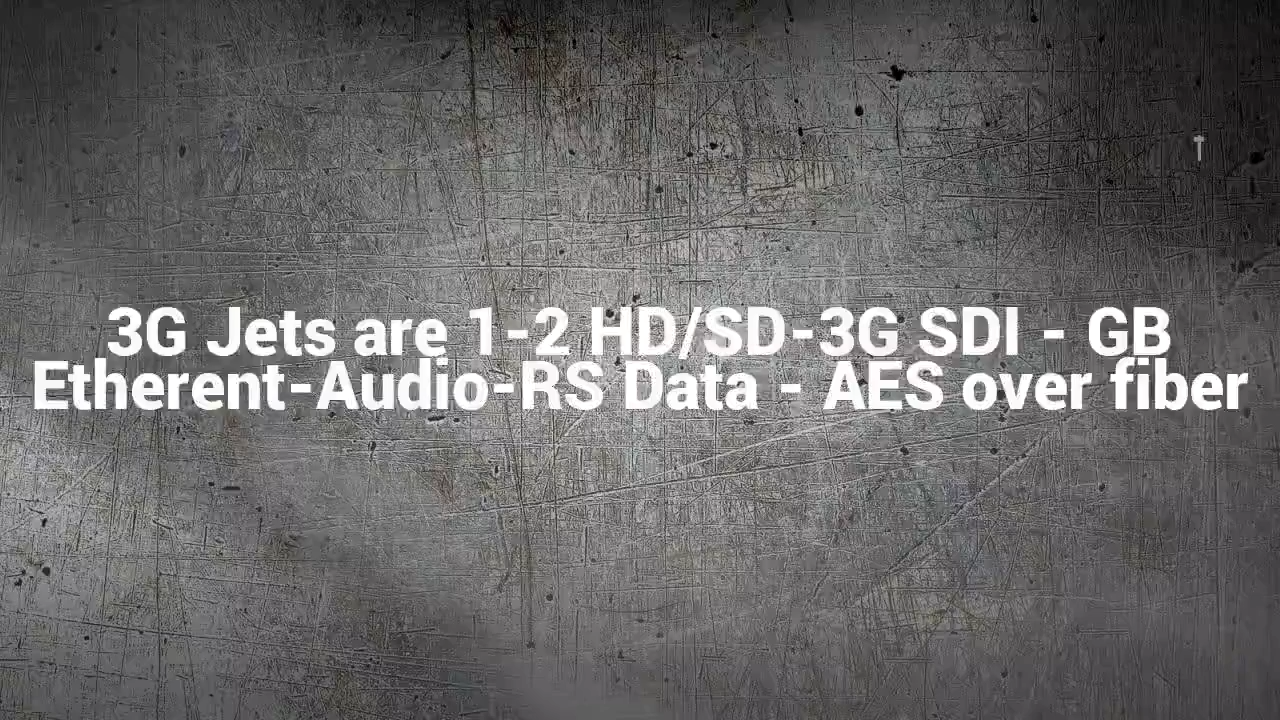 3G Jets are 1-2 HD/SD-3G SDI - GB
Etherent-Audio-RS Data - AES over fiber